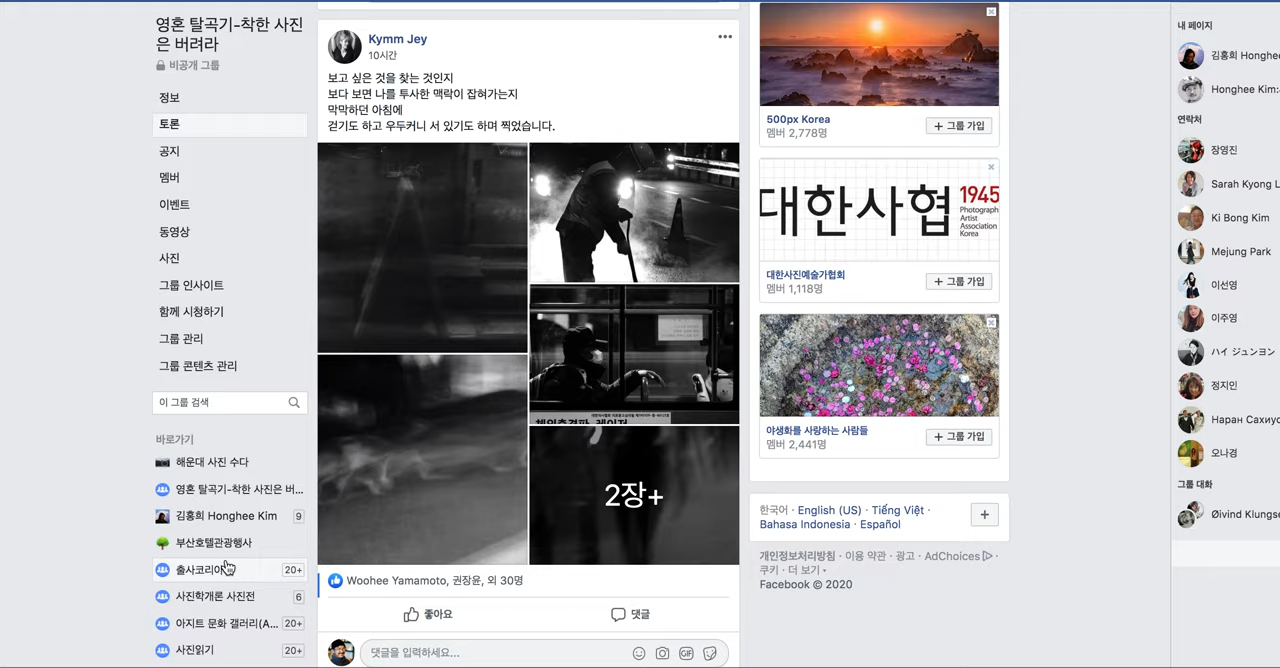 영혼 탈곡기-착한 사진
은 버려라
비공개 그룹
정보
토론
공지
멤버
이벤트
동영상
사진
그룹 인사이트
함께 시청하기
그룹 관리
그룹 콘텐츠 관리
이 그룹 검색
바로가기
해운대 사진 수다
영혼 탈곡기-착한 사진은 버...
김홍희 Honghee Kim 9
부산호텔관광행사
출사코리아 20+
사진학개론 사진전 6
아지트 문화 갤러리(A... 20+
사진읽기 20+
Kymm Jey
10시간
보고 싶은 것을 찾는 것인지
보다 보면 나를 투사한 맥락이 잡혀가는지
막막하던 아침에
걷기도 하고 우두커니 서 있기도 하며 찍었습니다.
2장+
Woohee Yamamoto, 권장윤, 외 30명
좋아요 댓글
댓글을 입력하세요...
GIF
500px Korea
멤버 2,778명
+ 그룹 가입
대한사협
1945
Photograph
Artist
Association
Korea
대한사진예술가협회
멤버 1,118명
+ 그룹 가입
야생화를 사랑하는 사람들
멤버 2,441명
+ 그룹 가입
한국어 · English (US) · Tiếng Việt ·
Bahasa Indonesia · Español
개인정보처리방침 · 이용 약관 · 광고 · AdChoices ·
쿠키 · 더 보기
Facebook © 2020
내 페이지
김홍희 Honghee
Honghee Kim:
연락처
장영진
Sarah Kyong L
Ki Bong Kim
Mejung Park
이선영
이주영
ハイ ジュンヨン
정지인
Наран Сахиус
오나경
그룹 대화
Øivind Klungse